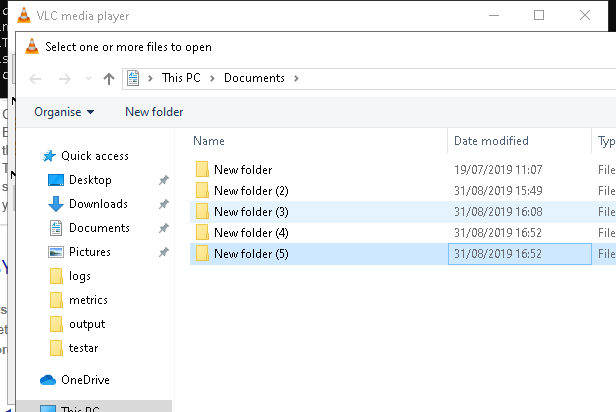 VLC media player
Select one or more files to open
This PC > Documents >
Organise New folder
Name Date modified Typ
Quick access
Desktop
Downloads
Documents
Pictures
logs
metrics
output
testar
OneDrive
This PC
New folder 19/07/2019 11:07 File
New folder (2) 31/08/2019 15:49 File
New folder (3) 31/08/2019 16:08 File
New folder (4) 31/08/2019 16:52 File
New folder (5) 31/08/2019 16:52 File